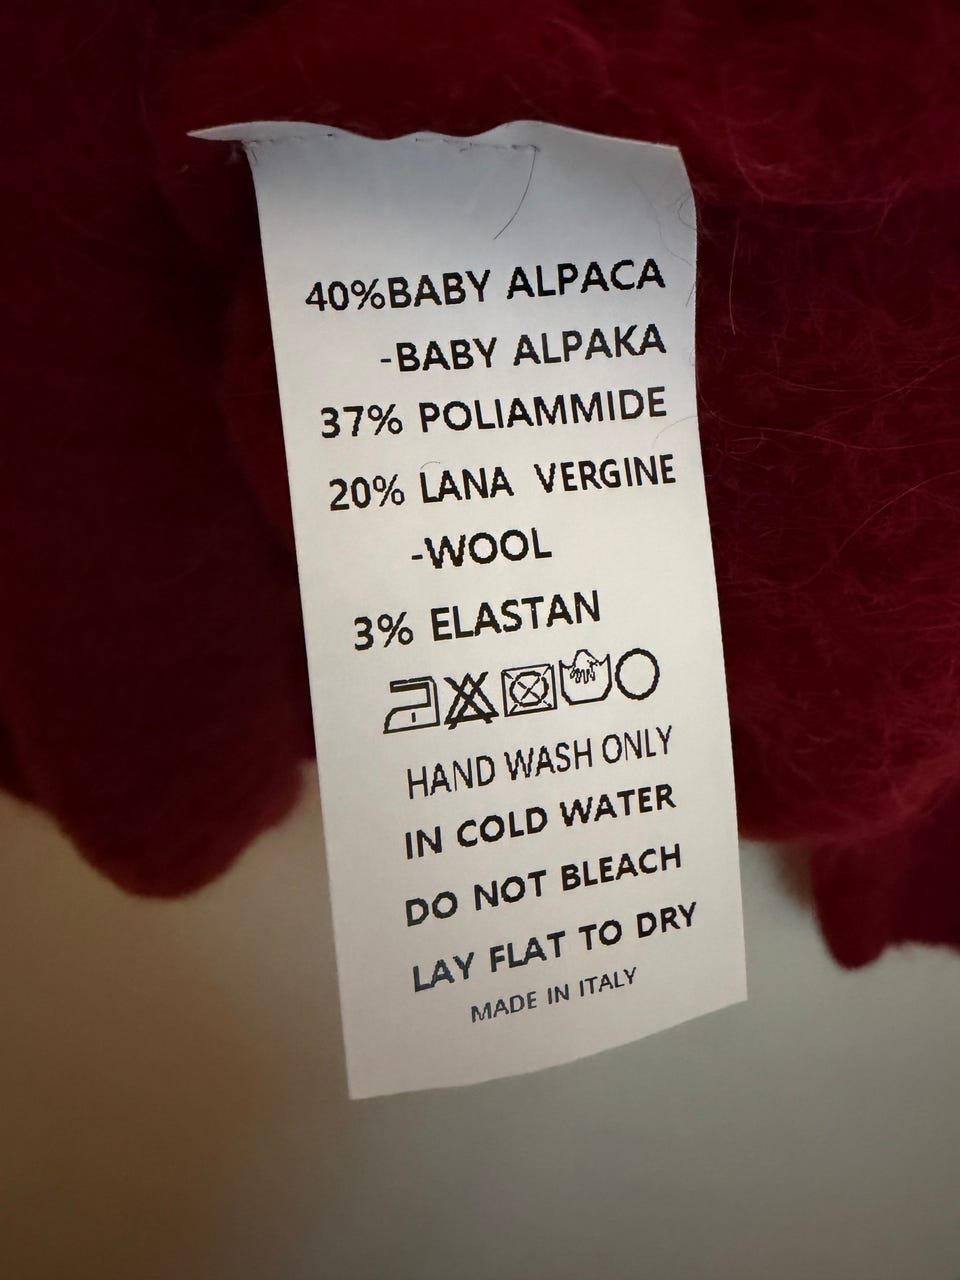 40%BABY ALPACA
-BABY ALPAKA
37% POLIAMMIDE
20% LANA VERGINE
-WOOL
3% ELASTAN
HAND WASH ONLY
IN COLD WATER
DO NOT BLEACH
LAY FLAT TO DRY
MADE IN ITALY